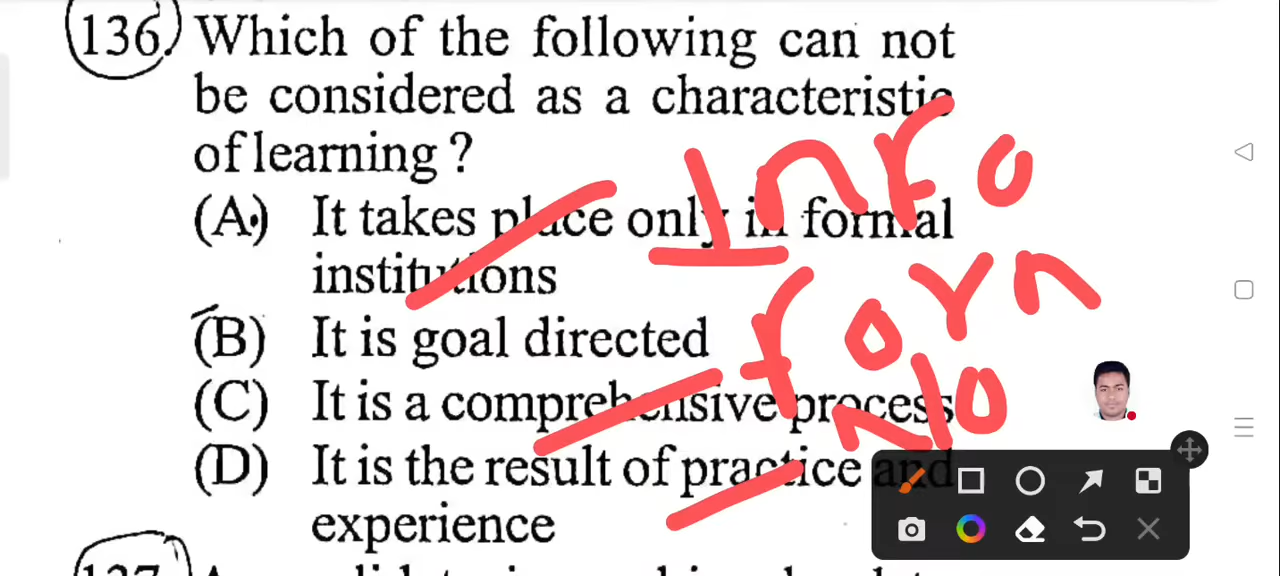 136. Which of the following can not
be considered as a characteristic
of learning ?
(A) It takes place only in formal
institutions
(B) It is goal directed
(C) It is a comprehensive process
(D) It is the result of practice and
experience
Info
form
No
137.